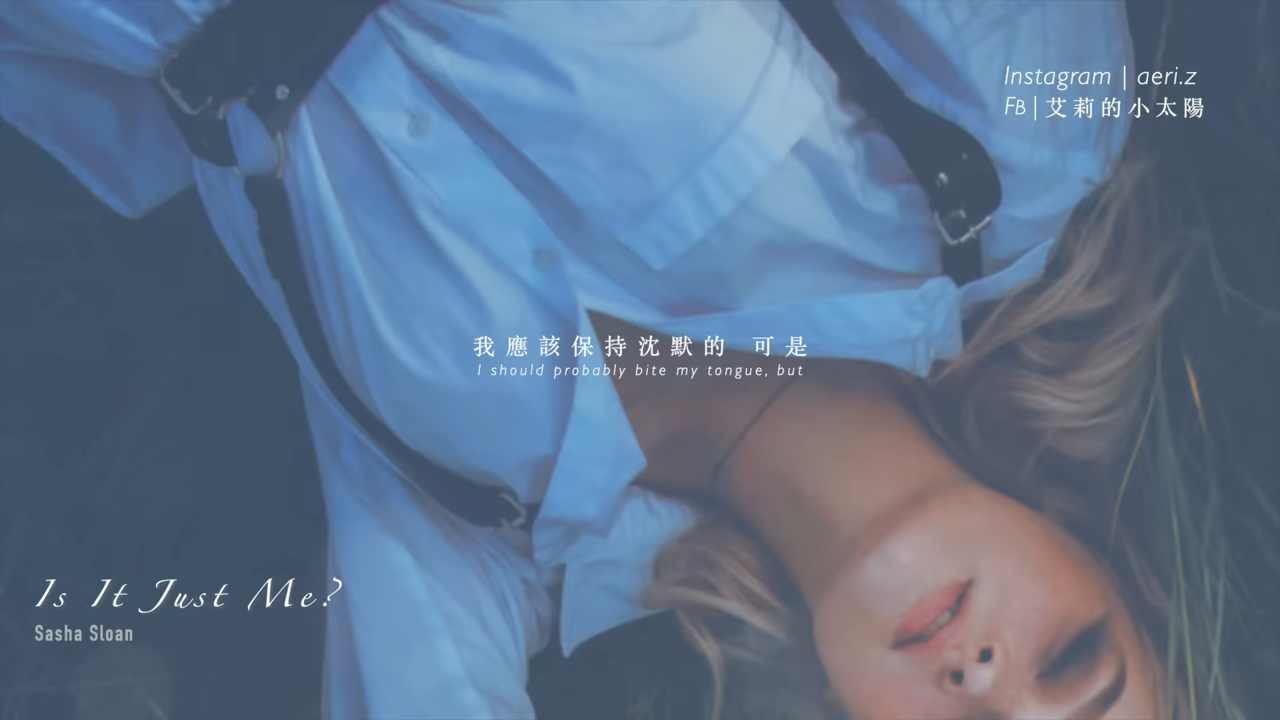 Instagram | aeri.z
FB | 艾莉的小太陽
我應該保持沈默的 可是
I should probably bite my tongue, but
Is It Just Me?
Sasha Sloan